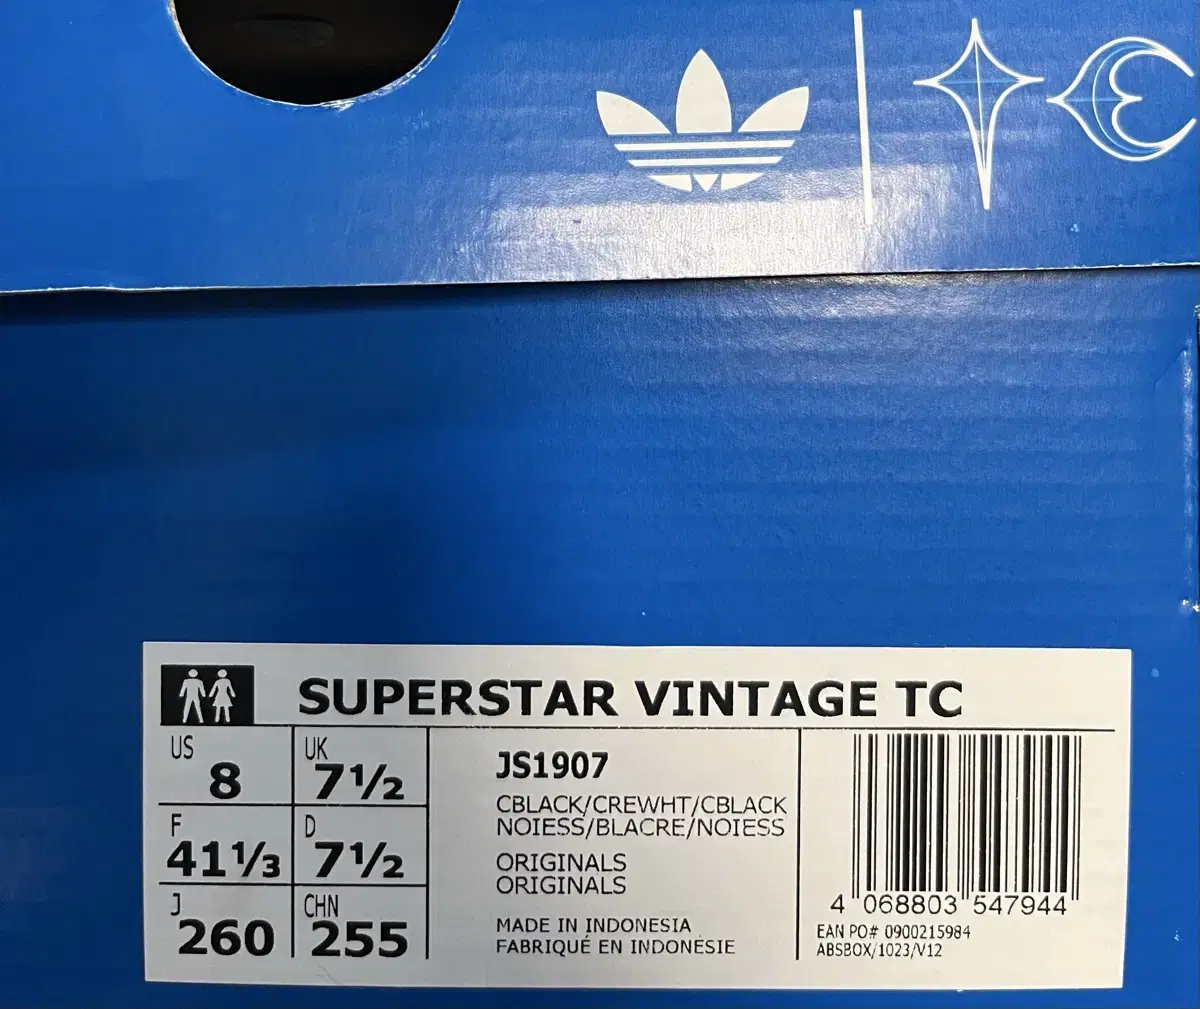 SUPERSTAR VINTAGE TC
US 8
UK 7½
F 41⅓
D 7½
J 260
CHN 255
JS1907
CBLACK/CREWHT/CBLACK
NOIESS/BLACRE/NOIESS
ORIGINALS
ORIGINALS
MADE IN INDONESIA
FABRIQUÉ EN INDONÉSIE
4 068803 547944
EAN PO# 0900215984
ABSBOX/1023/V12